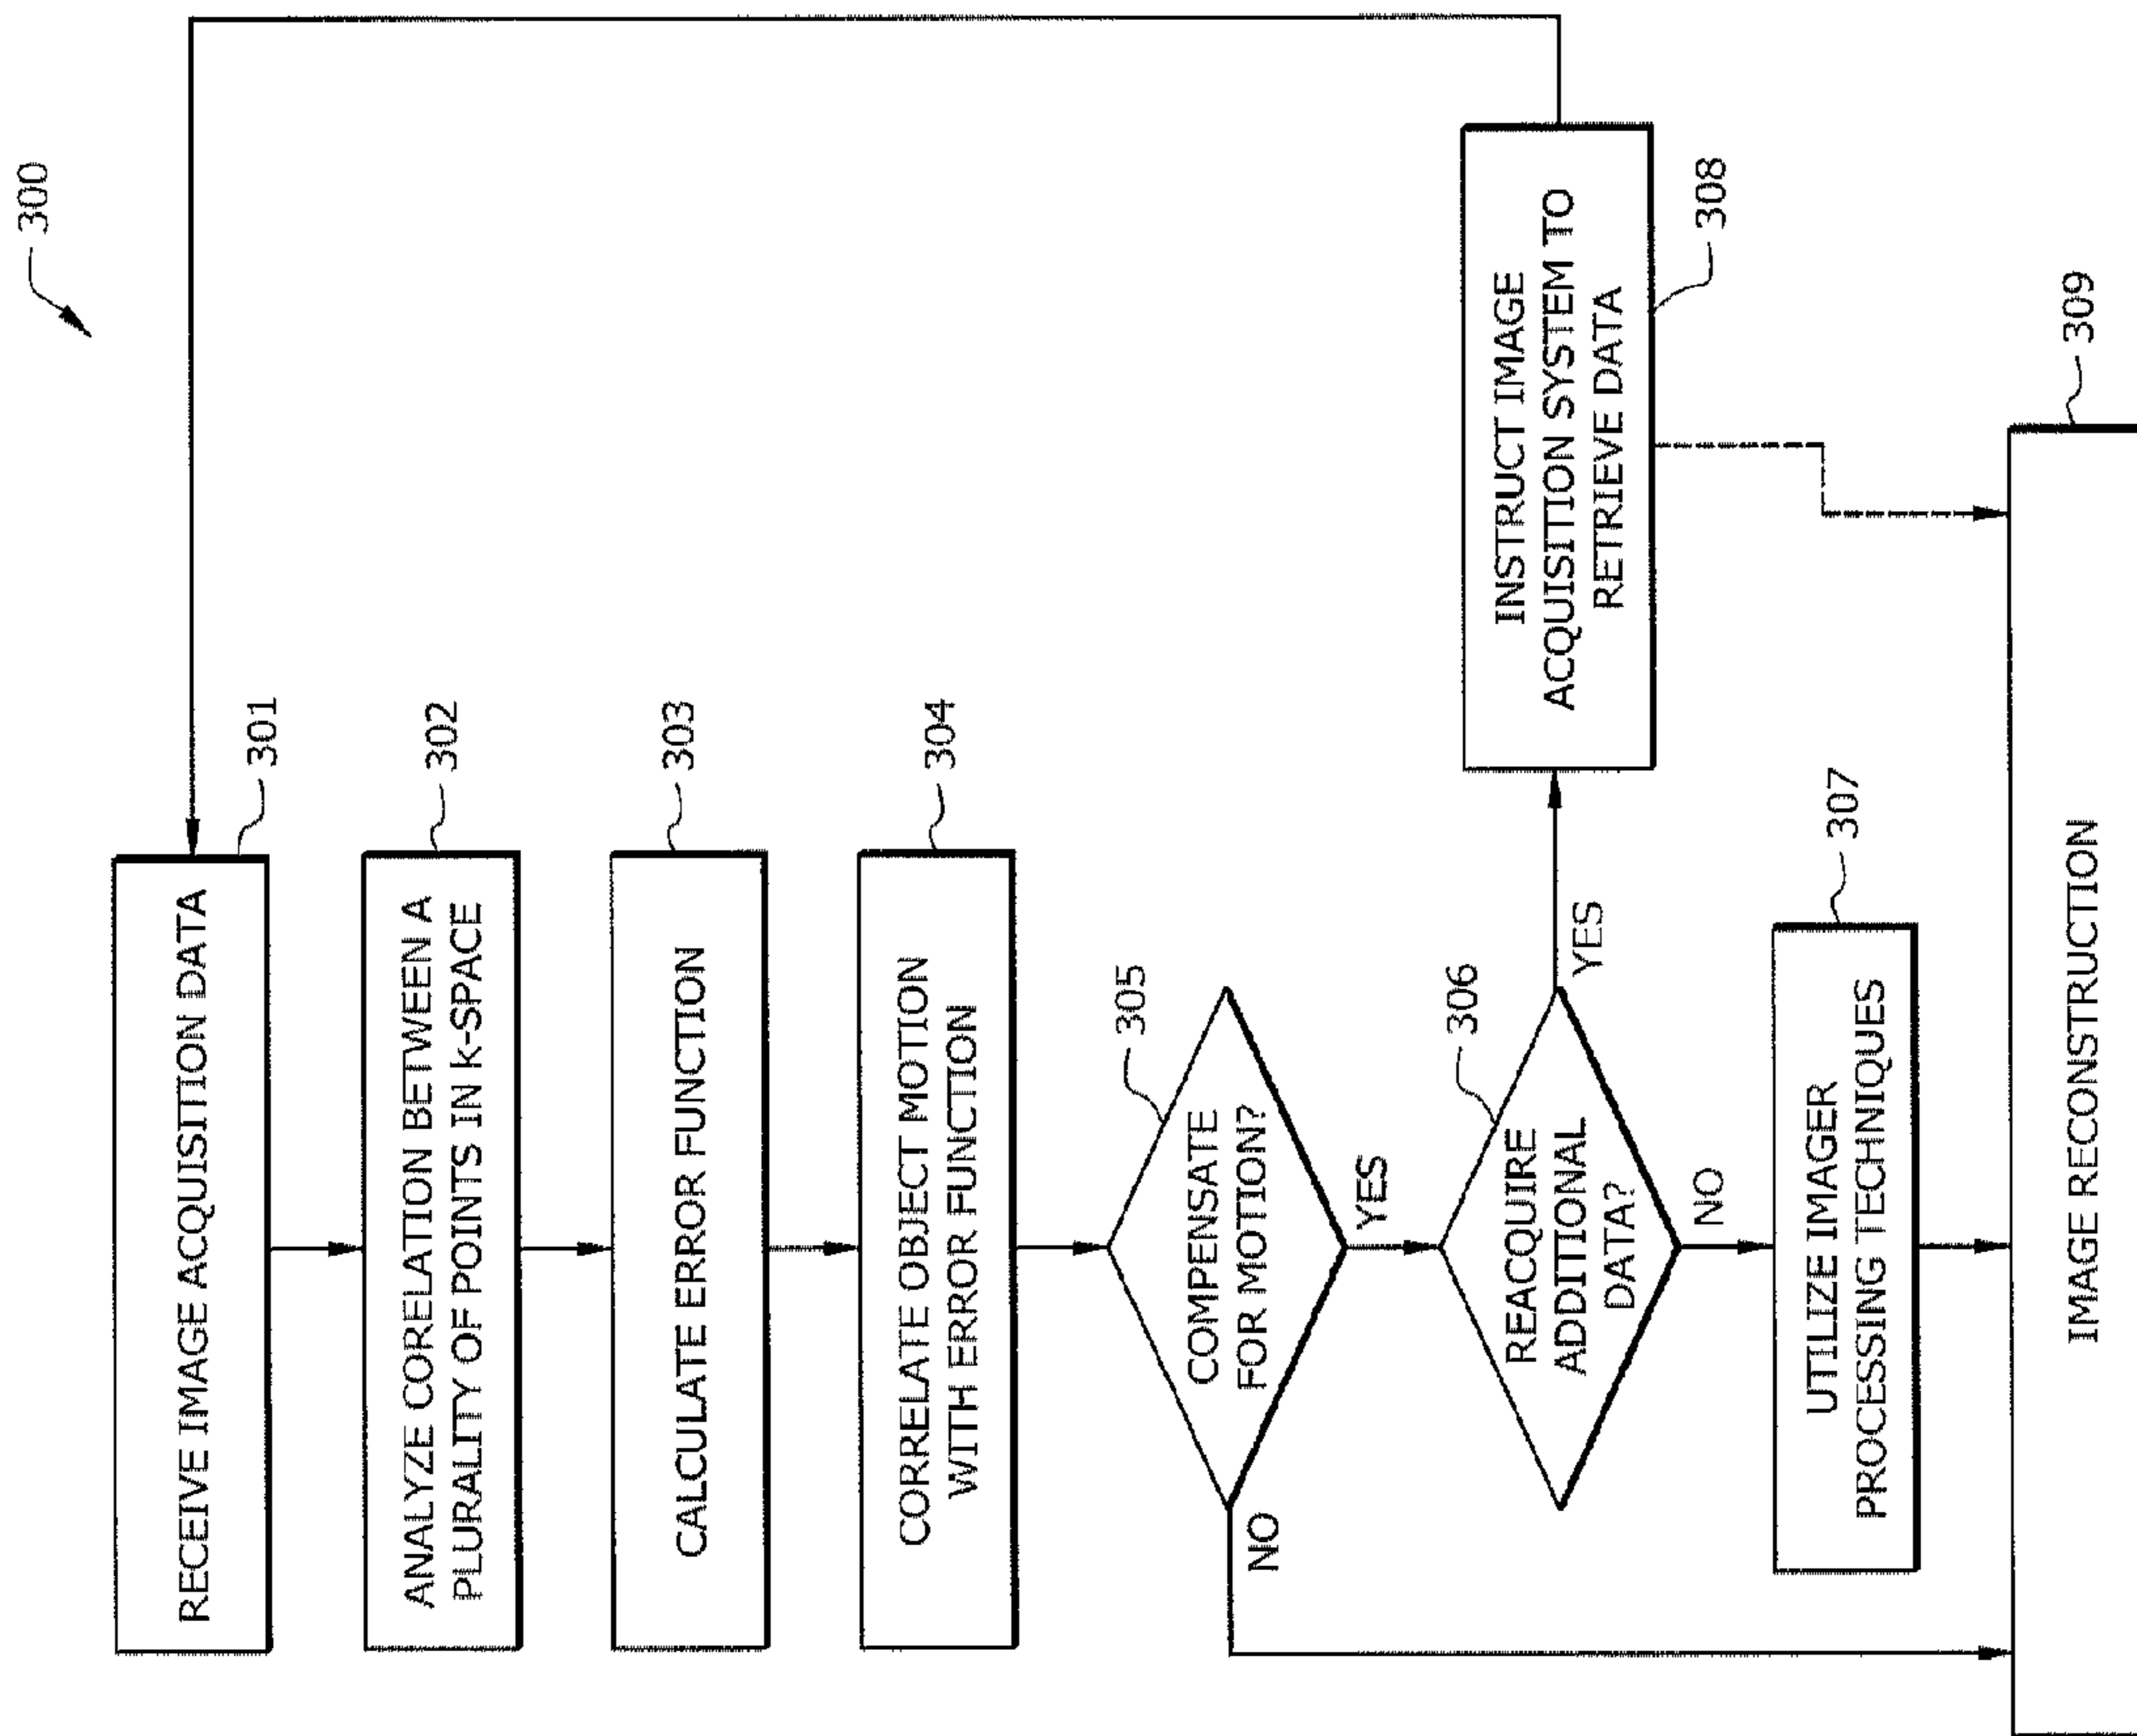 300
RECEIVE IMAGE ACQUISITION DATA
301
ANALYZE CORELATION BETWEEN A
PLURALITY OF POINTS IN k-SPACE
302
CALCULATE ERROR FUNCTION
303
CORRELATE OBJECT MOTION
WITH ERROR FUNCTION
304
COMPENSATE
FOR MOTION?
305
NO
YES
REACQUIRE
ADDITIONAL
DATA?
306
YES
NO
INSTRUCT IMAGE
ACQUISITION SYSTEM TO
RETRIEVE DATA
308
UTILIZE IMAGER
PROCESSING TECHNIQUES
307
IMAGE RECONSTRUCTION
309